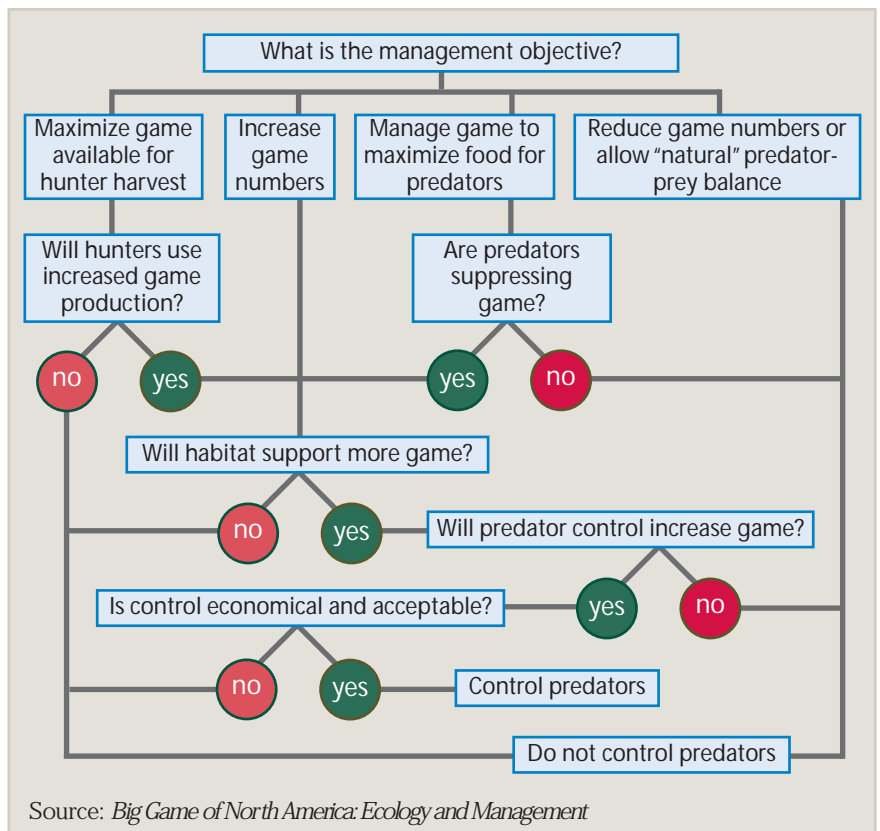 What is the management objective?
Maximize game
available for
hunter harvest
Increase
game
numbers
Manage game to
maximize food for
predators
Reduce game numbers or
allow “natural” predator-
prey balance
Will hunters use
increased game
production?
Are predators
suppressing
game?
no
yes
yes
no
Will habitat support more game?
no
yes
Will predator control increase game?
Is control economical and acceptable?
yes
no
no
yes
Control predators
Do not control predators
Source: Big Game of North America: Ecology and Management